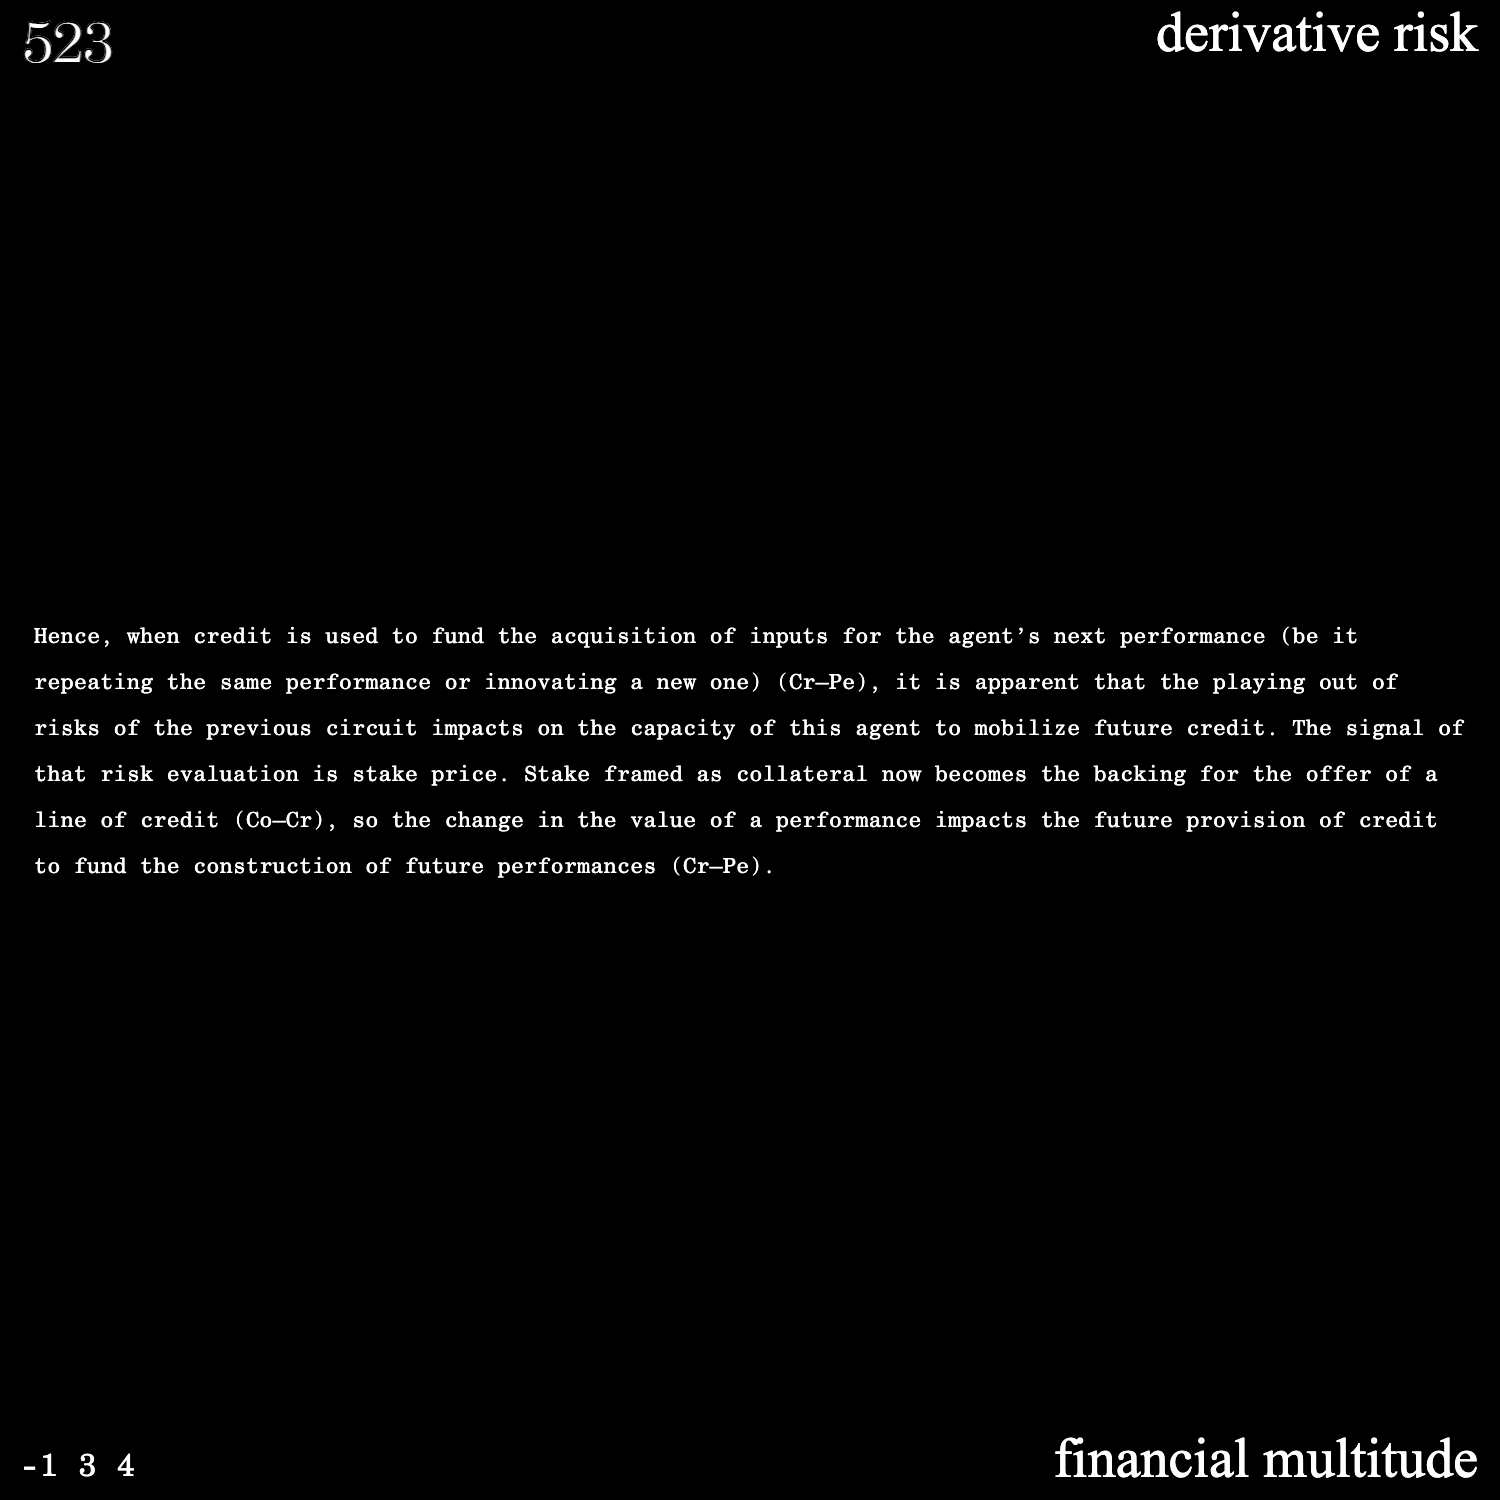 523
derivative risk
Hence, when credit is used to fund the acquisition of inputs for the agent’s next performance (be it
repeating the same performance or innovating a new one) (Cr—Pe), it is apparent that the playing out of
risks of the previous circuit impacts on the capacity of this agent to mobilize future credit. The signal of
that risk evaluation is stake price. Stake framed as collateral now becomes the backing for the offer of a
line of credit (Co—Cr), so the change in the value of a performance impacts the future provision of credit
to fund the construction of future performances (Cr—Pe).
-1 3 4
financial multitude